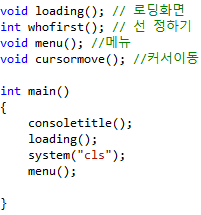 void loading(); // 로딩화면
int whofirst(); // 선 정하기
void menu(); //메뉴
void cursormove(); //커서이동
int main()
{
consoletitle();
loading();
system("cls");
menu();
}